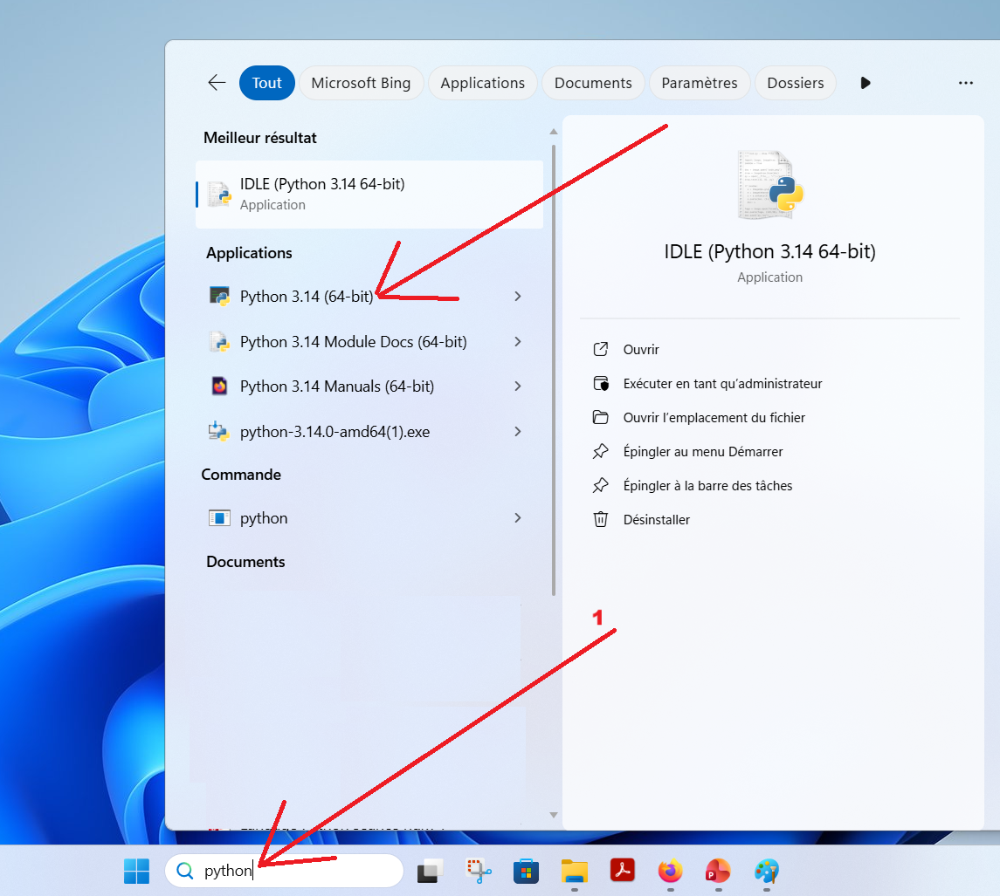 Tout
Microsoft Bing
Applications
Documents
Paramètres
Dossiers
Meilleur résultat
IDLE (Python 3.14 64-bit)
Application
Applications
Python 3.14 (64-bit)
Python 3.14 Module Docs (64-bit)
Python 3.14 Manuals (64-bit)
python-3.14.0-amd64(1).exe
Commande
python
Documents
IDLE (Python 3.14 64-bit)
Application
Ouvrir
Exécuter en tant qu’administrateur
Ouvrir l’emplacement du fichier
Épingler au menu Démarrer
Épingler à la barre des tâches
Désinstaller
1
python